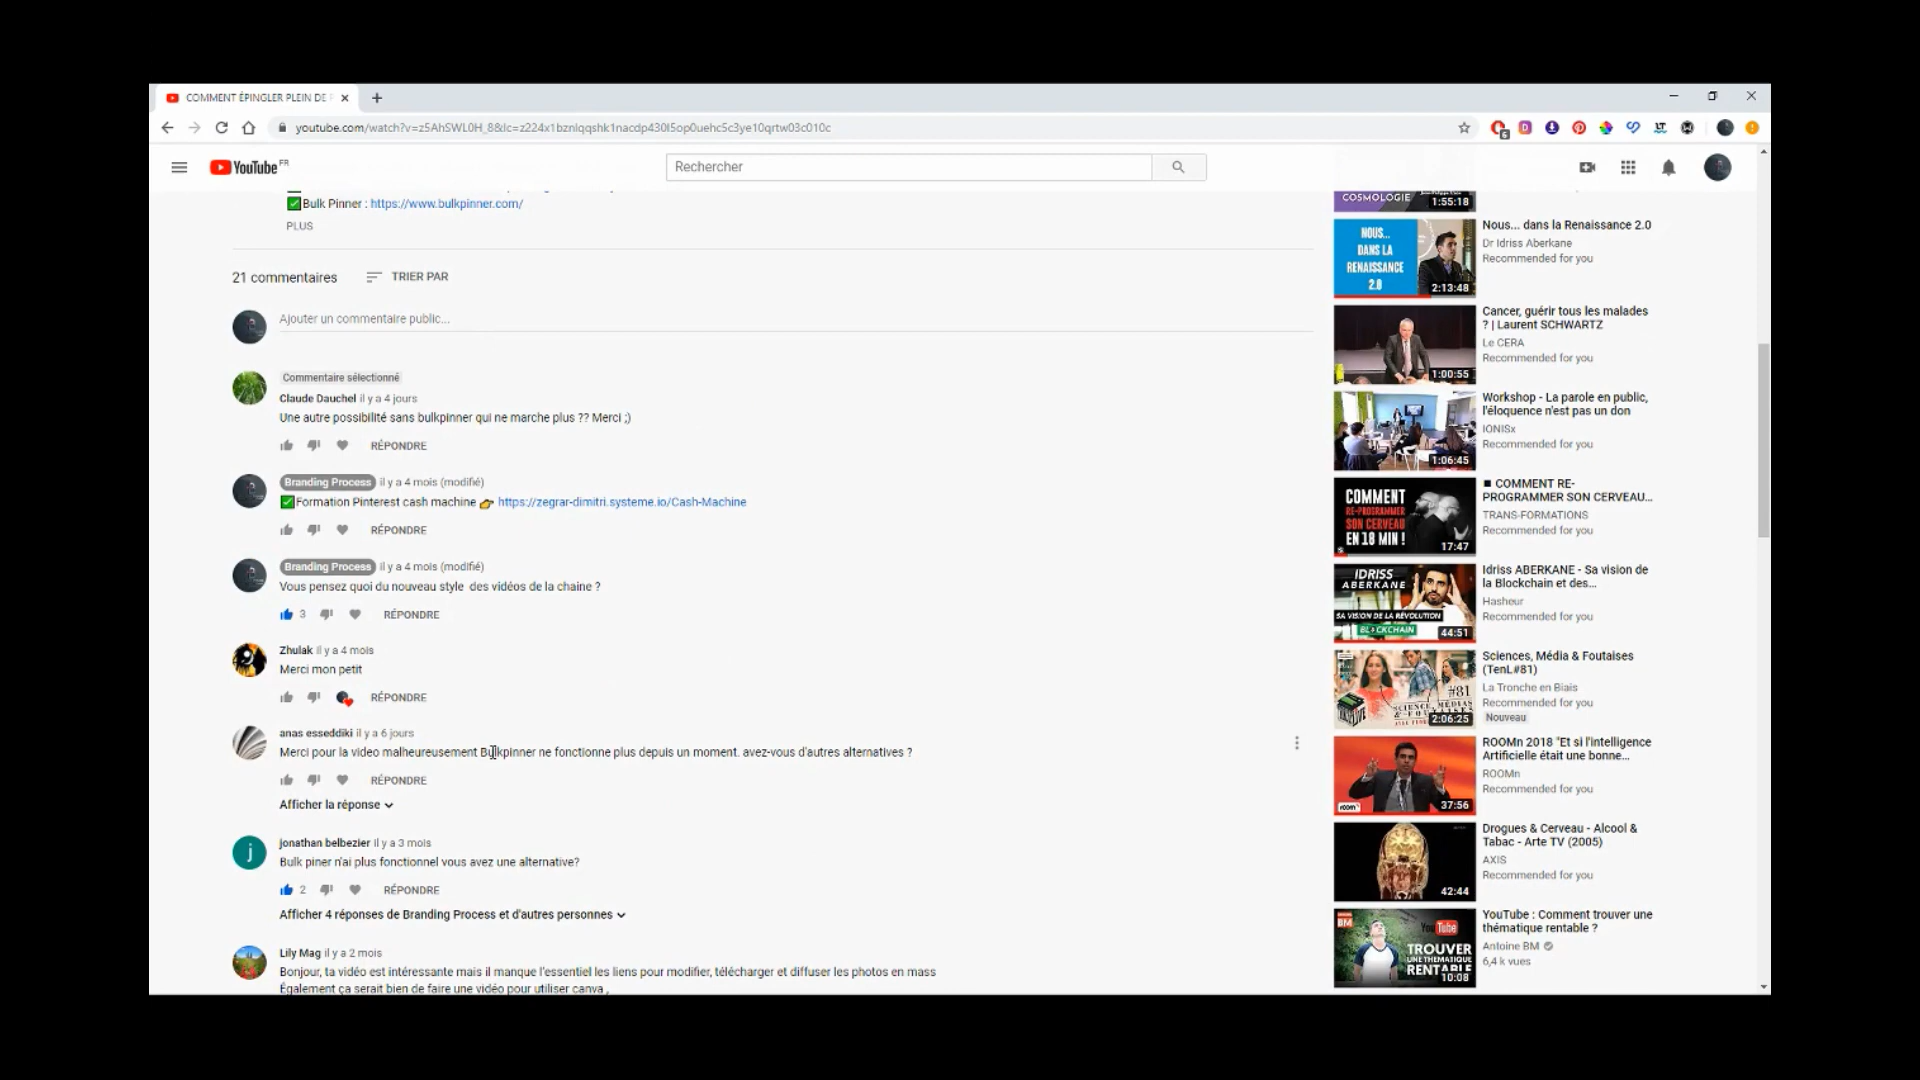 COMMENT ÉPINGLER PLEIN DE
youtube.com/watch?v=z5AhSWL0H_8&lc=z224x1bznlqqshk1nacdp430l5op0uehc5c3ye10qrtw03c010c
YouTube FR
Rechercher
✅Bulk Pinner : https://www.bulkpinner.com/
PLUS
21 commentaires
TRIER PAR
Ajouter un commentaire public...
Commentaire sélectionné
Claude Dauchel il y a 4 jours
Une autre possibilité sans bulkpinner qui ne marche plus ?? Merci ;)
RÉPONDRE
Branding Process il y a 4 mois (modifié)
✅Formation Pinterest cash machine 👉 https://zegrar-dimitri.systeme.io/Cash-Machine
RÉPONDRE
Branding Process il y a 4 mois (modifié)
Vous pensez quoi du nouveau style des vidéos de la chaine ?
3 RÉPONDRE
Zhulak il y a 4 mois
Merci mon petit
RÉPONDRE
anas esseddiki il y a 6 jours
Merci pour la video malheureusement Bulkpinner ne fonctionne plus depuis un moment. avez-vous d'autres alternatives ?
RÉPONDRE
Afficher la réponse
j
jonathan belbezier il y a 3 mois
Bulk piner n'ai plus fonctionnel vous avez une alternative?
2 RÉPONDRE
Afficher 4 réponses de Branding Process et d'autres personnes
Lily Mag il y a 2 mois
Bonjour, ta vidéo est intéressante mais il manque l'essentiel les liens pour modifier, télécharger et diffuser les photos en mass
Également ça serait bien de faire une vidéo pour utiliser canva ,
COSMOLOGIE
1:55:18
NOUS...
DANS LA
RENAISSANCE
2.0
2:13:48
Nous... dans la Renaissance 2.0
Dr Idriss Aberkane
Recommended for you
1:00:55
Cancer, guérir tous les malades
? | Laurent SCHWARTZ
Le CERA
Recommended for you
1:06:45
Workshop - La parole en public,
l'éloquence n'est pas un don
IONISx
Recommended for you
COMMENT
RE-PROGRAMMER
SON CERVEAU
EN 18 MIN !
17:47
■ COMMENT RE-
PROGRAMMER SON CERVEAU...
TRANS-FORMATIONS
Recommended for you
IDRISS
ABERKANE
SA VISION DE LA RÉVOLUTION
BLOCKCHAIN
44:51
Idriss ABERKANE - Sa vision de
la Blockchain et des...
Hasheur
Recommended for you
#81
SCIENCE, MÉDIAS
2:06:25
Sciences, Média & Foutaises
(TenL#81)
La Tronche en Biais
Recommended for you
Nouveau
room
37:56
ROOMn 2018 "Et si l'intelligence
Artificielle était une bonne...
ROOMn
Recommended for you
42:44
Drogues & Cerveau - Alcool &
Tabac - Arte TV (2005)
AXIS
Recommended for you
BM
YouTube
TROUVER
UNE THEMATIQUE
RENTABLE
10:08
YouTube : Comment trouver une
thématique rentable ?
Antoine BM
6,4 k vues